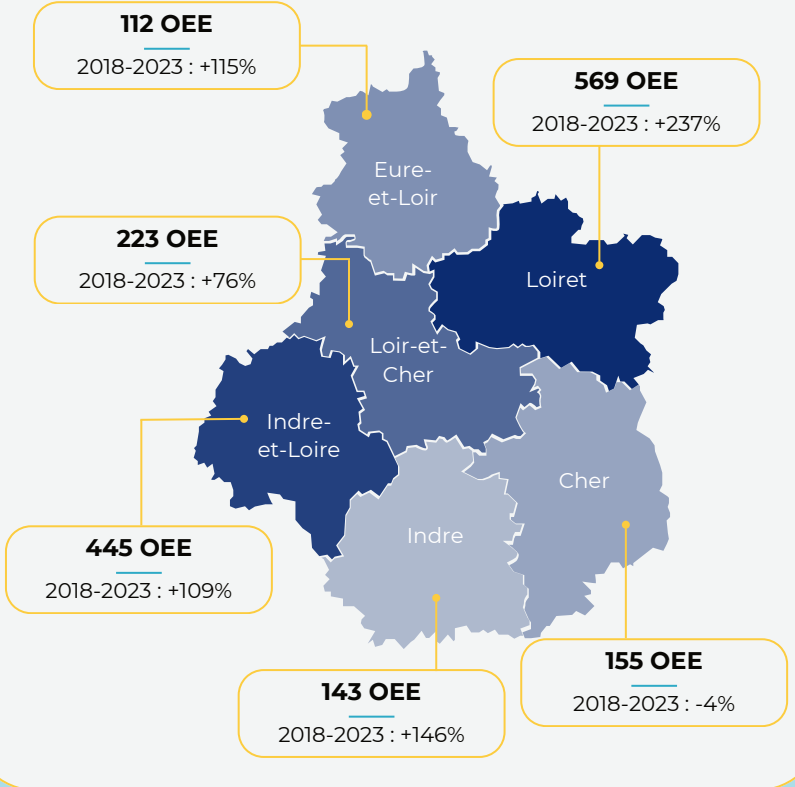 112 OEE
2018-2023 : +115%
569 OEE
2018-2023 : +237%
Eure-
et-Loir
223 OEE
2018-2023 : +76%
Loiret
Loir-et-
Cher
Indre-
et-Loire
Cher
Indre
445 OEE
2018-2023 : +109%
155 OEE
2018-2023 : -4%
143 OEE
2018-2023 : +146%